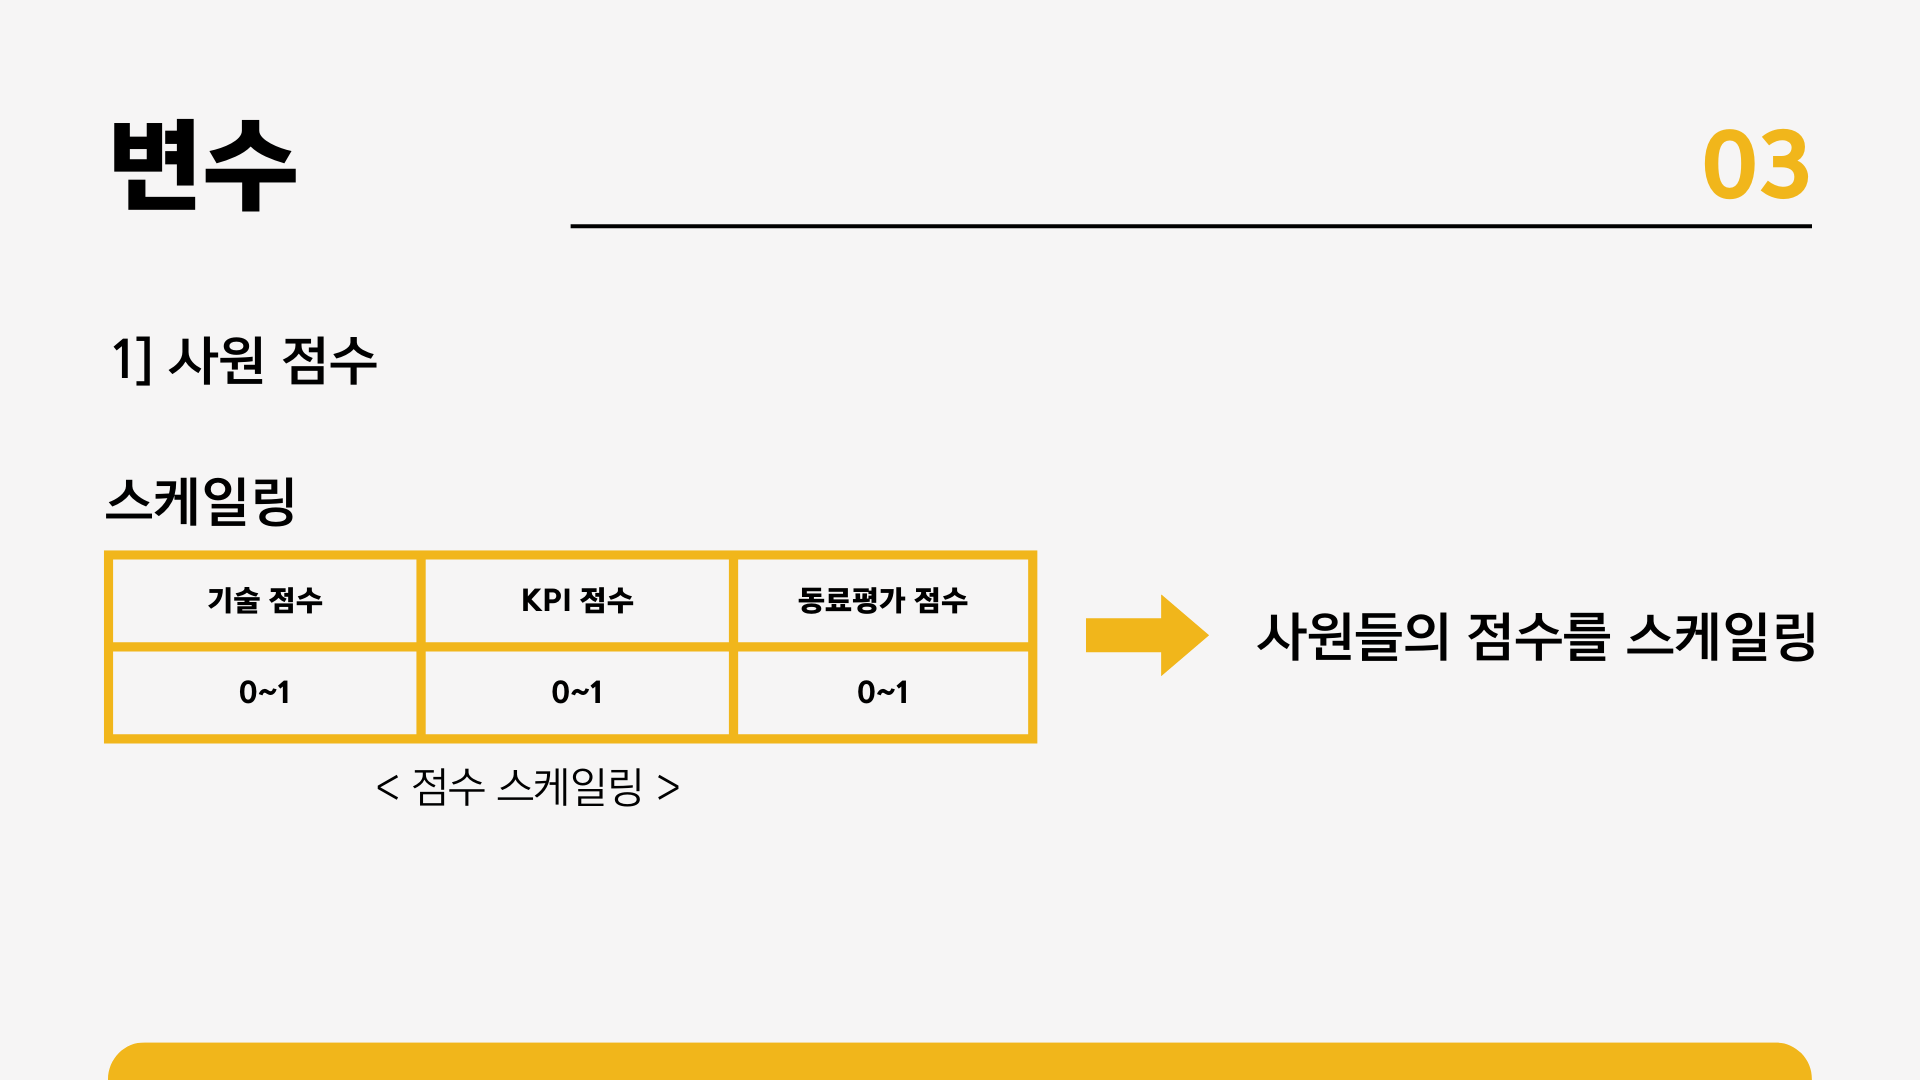 변수
03
1] 사원 점수
스케일링
기술 점수 KPI 점수 동료평가 점수
0~1 0~1 0~1
사원들의 점수를 스케일링
< 점수 스케일링 >